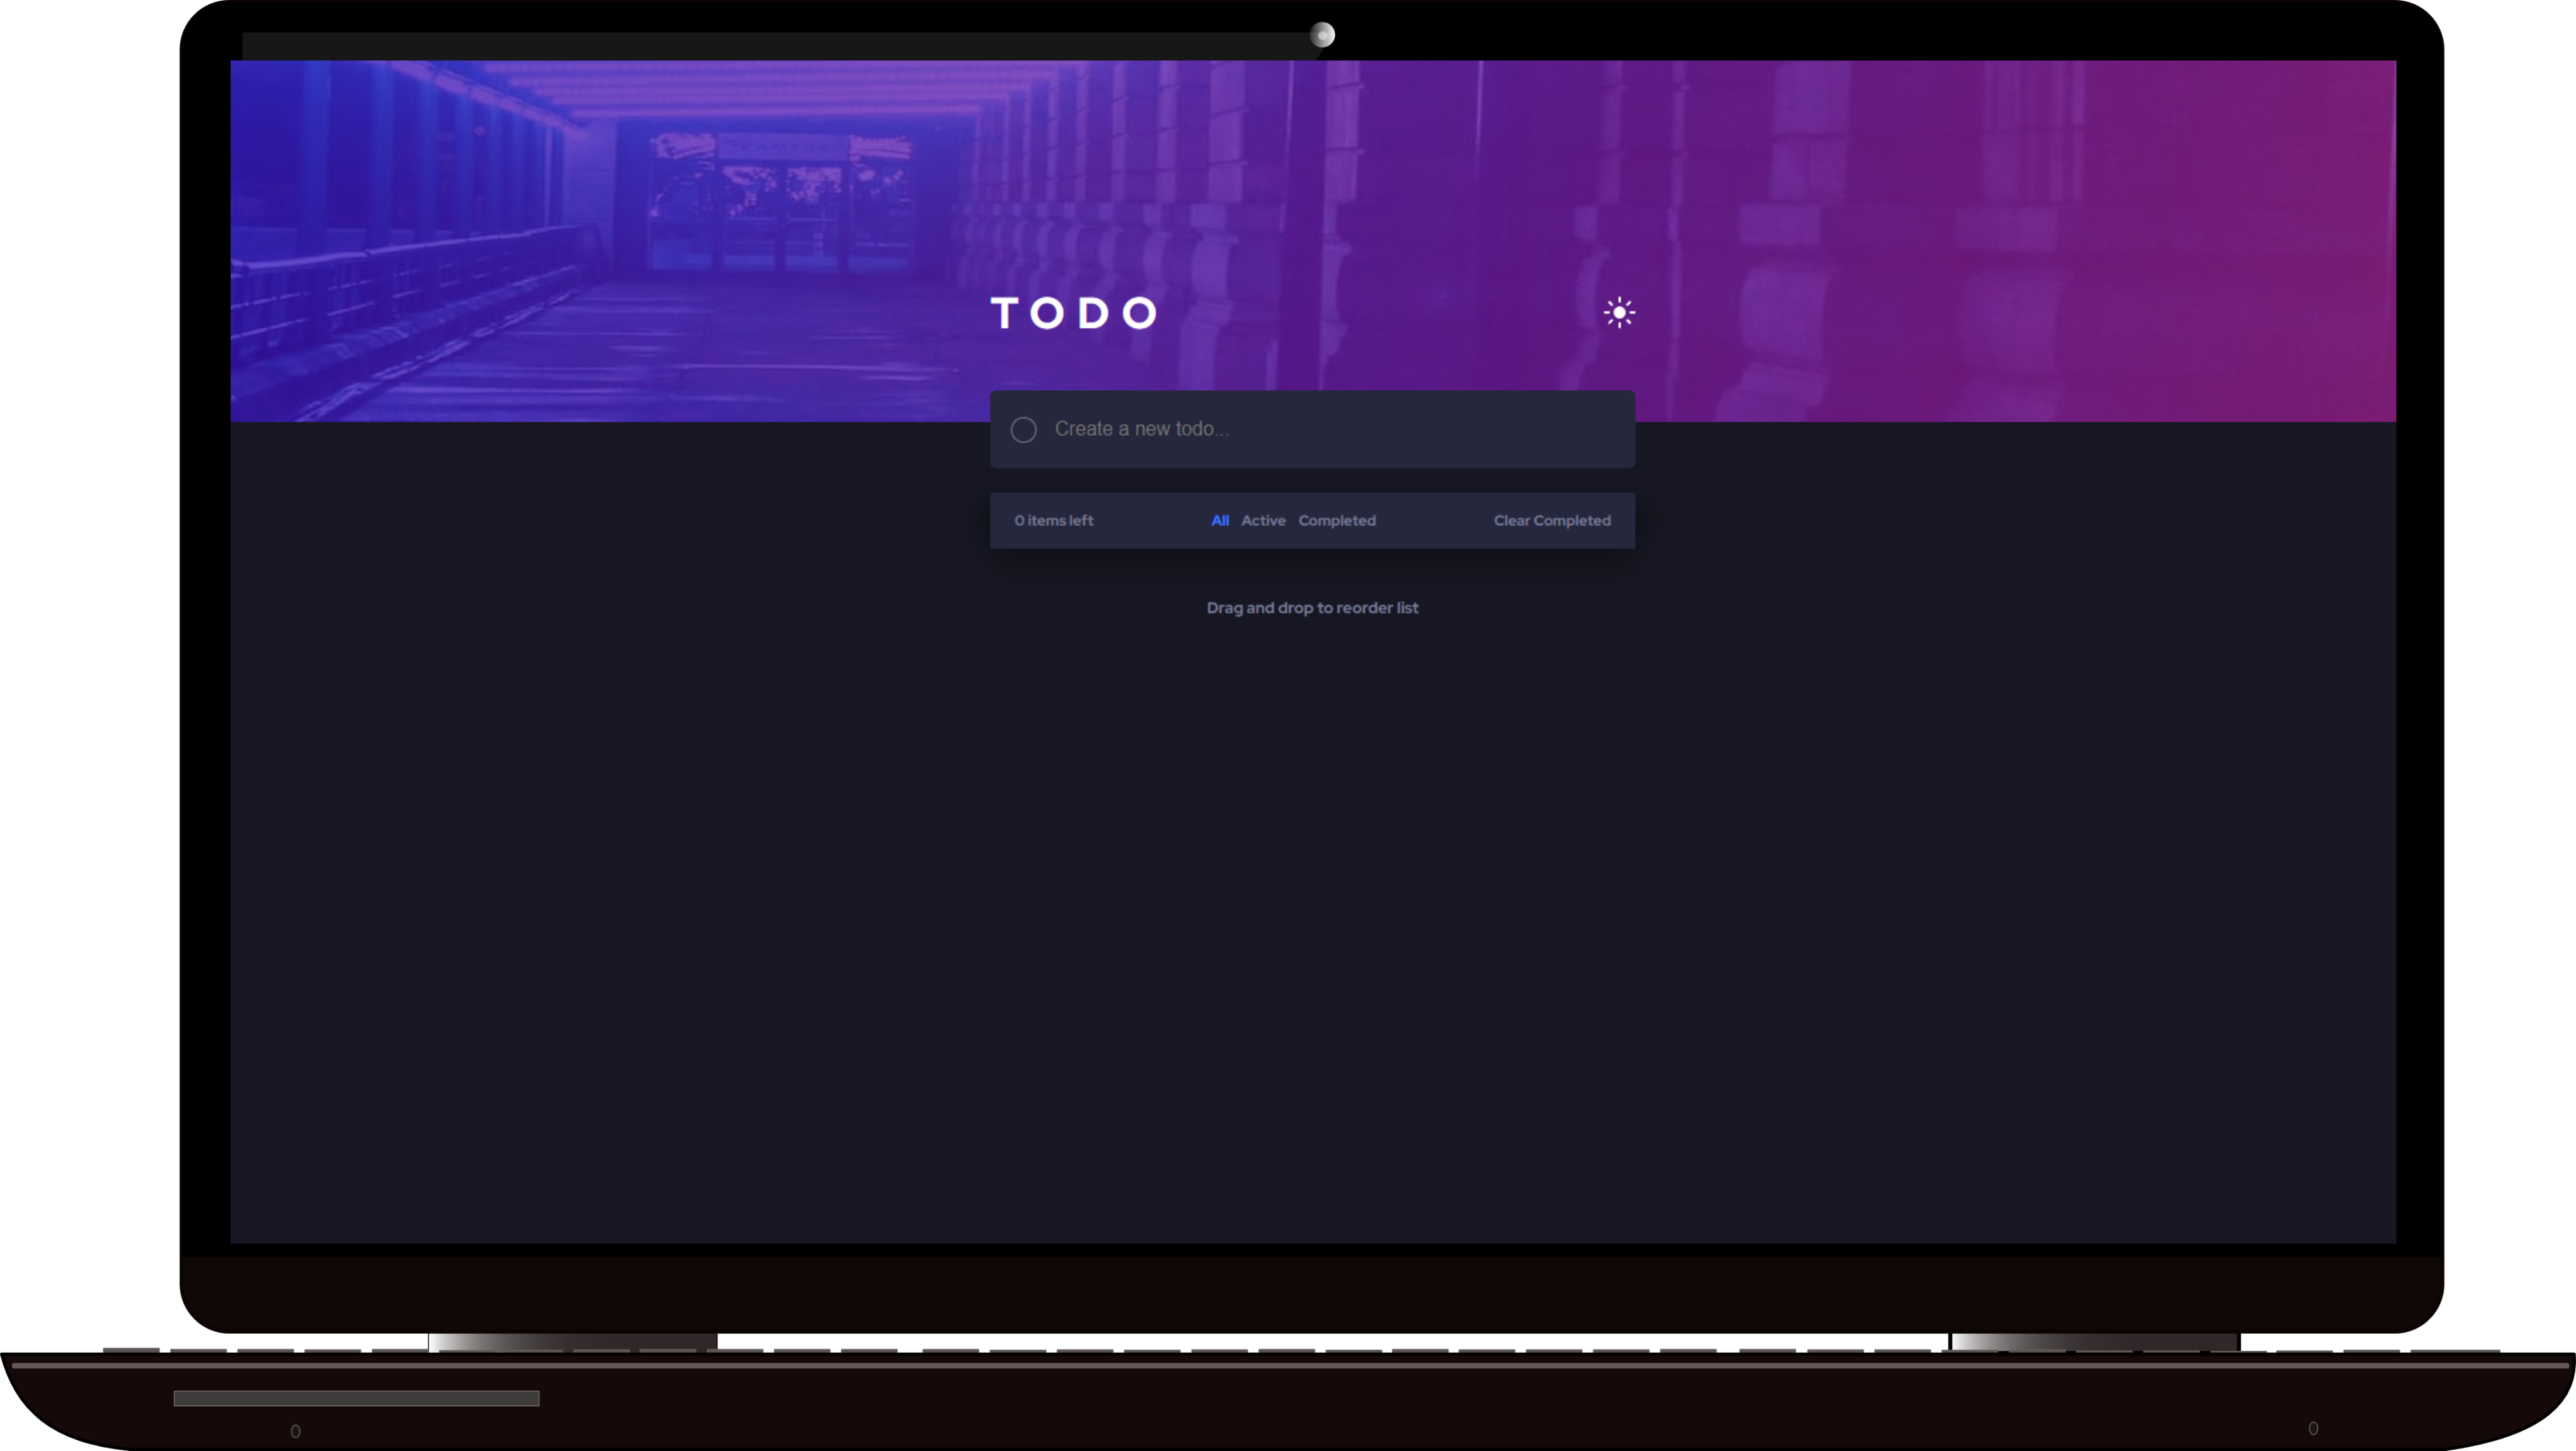 TODO
Create a new todo...
0 items left All Active Completed Clear Completed
Drag and drop to reorder list